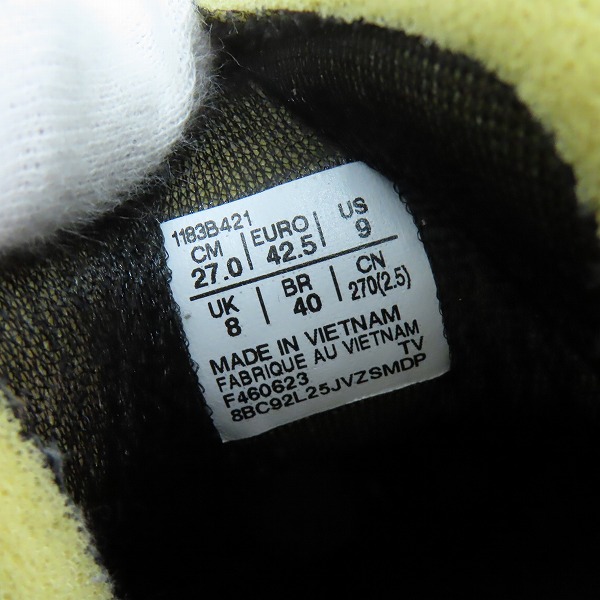 1183B421
CM EURO US
27.0 42.5 9
UK BR CN
8 40 270(2.5)
MADE IN VIETNAM
FABRIQUE AU VIETNAM
F460623 TV
8BC92L25JVZSMDP